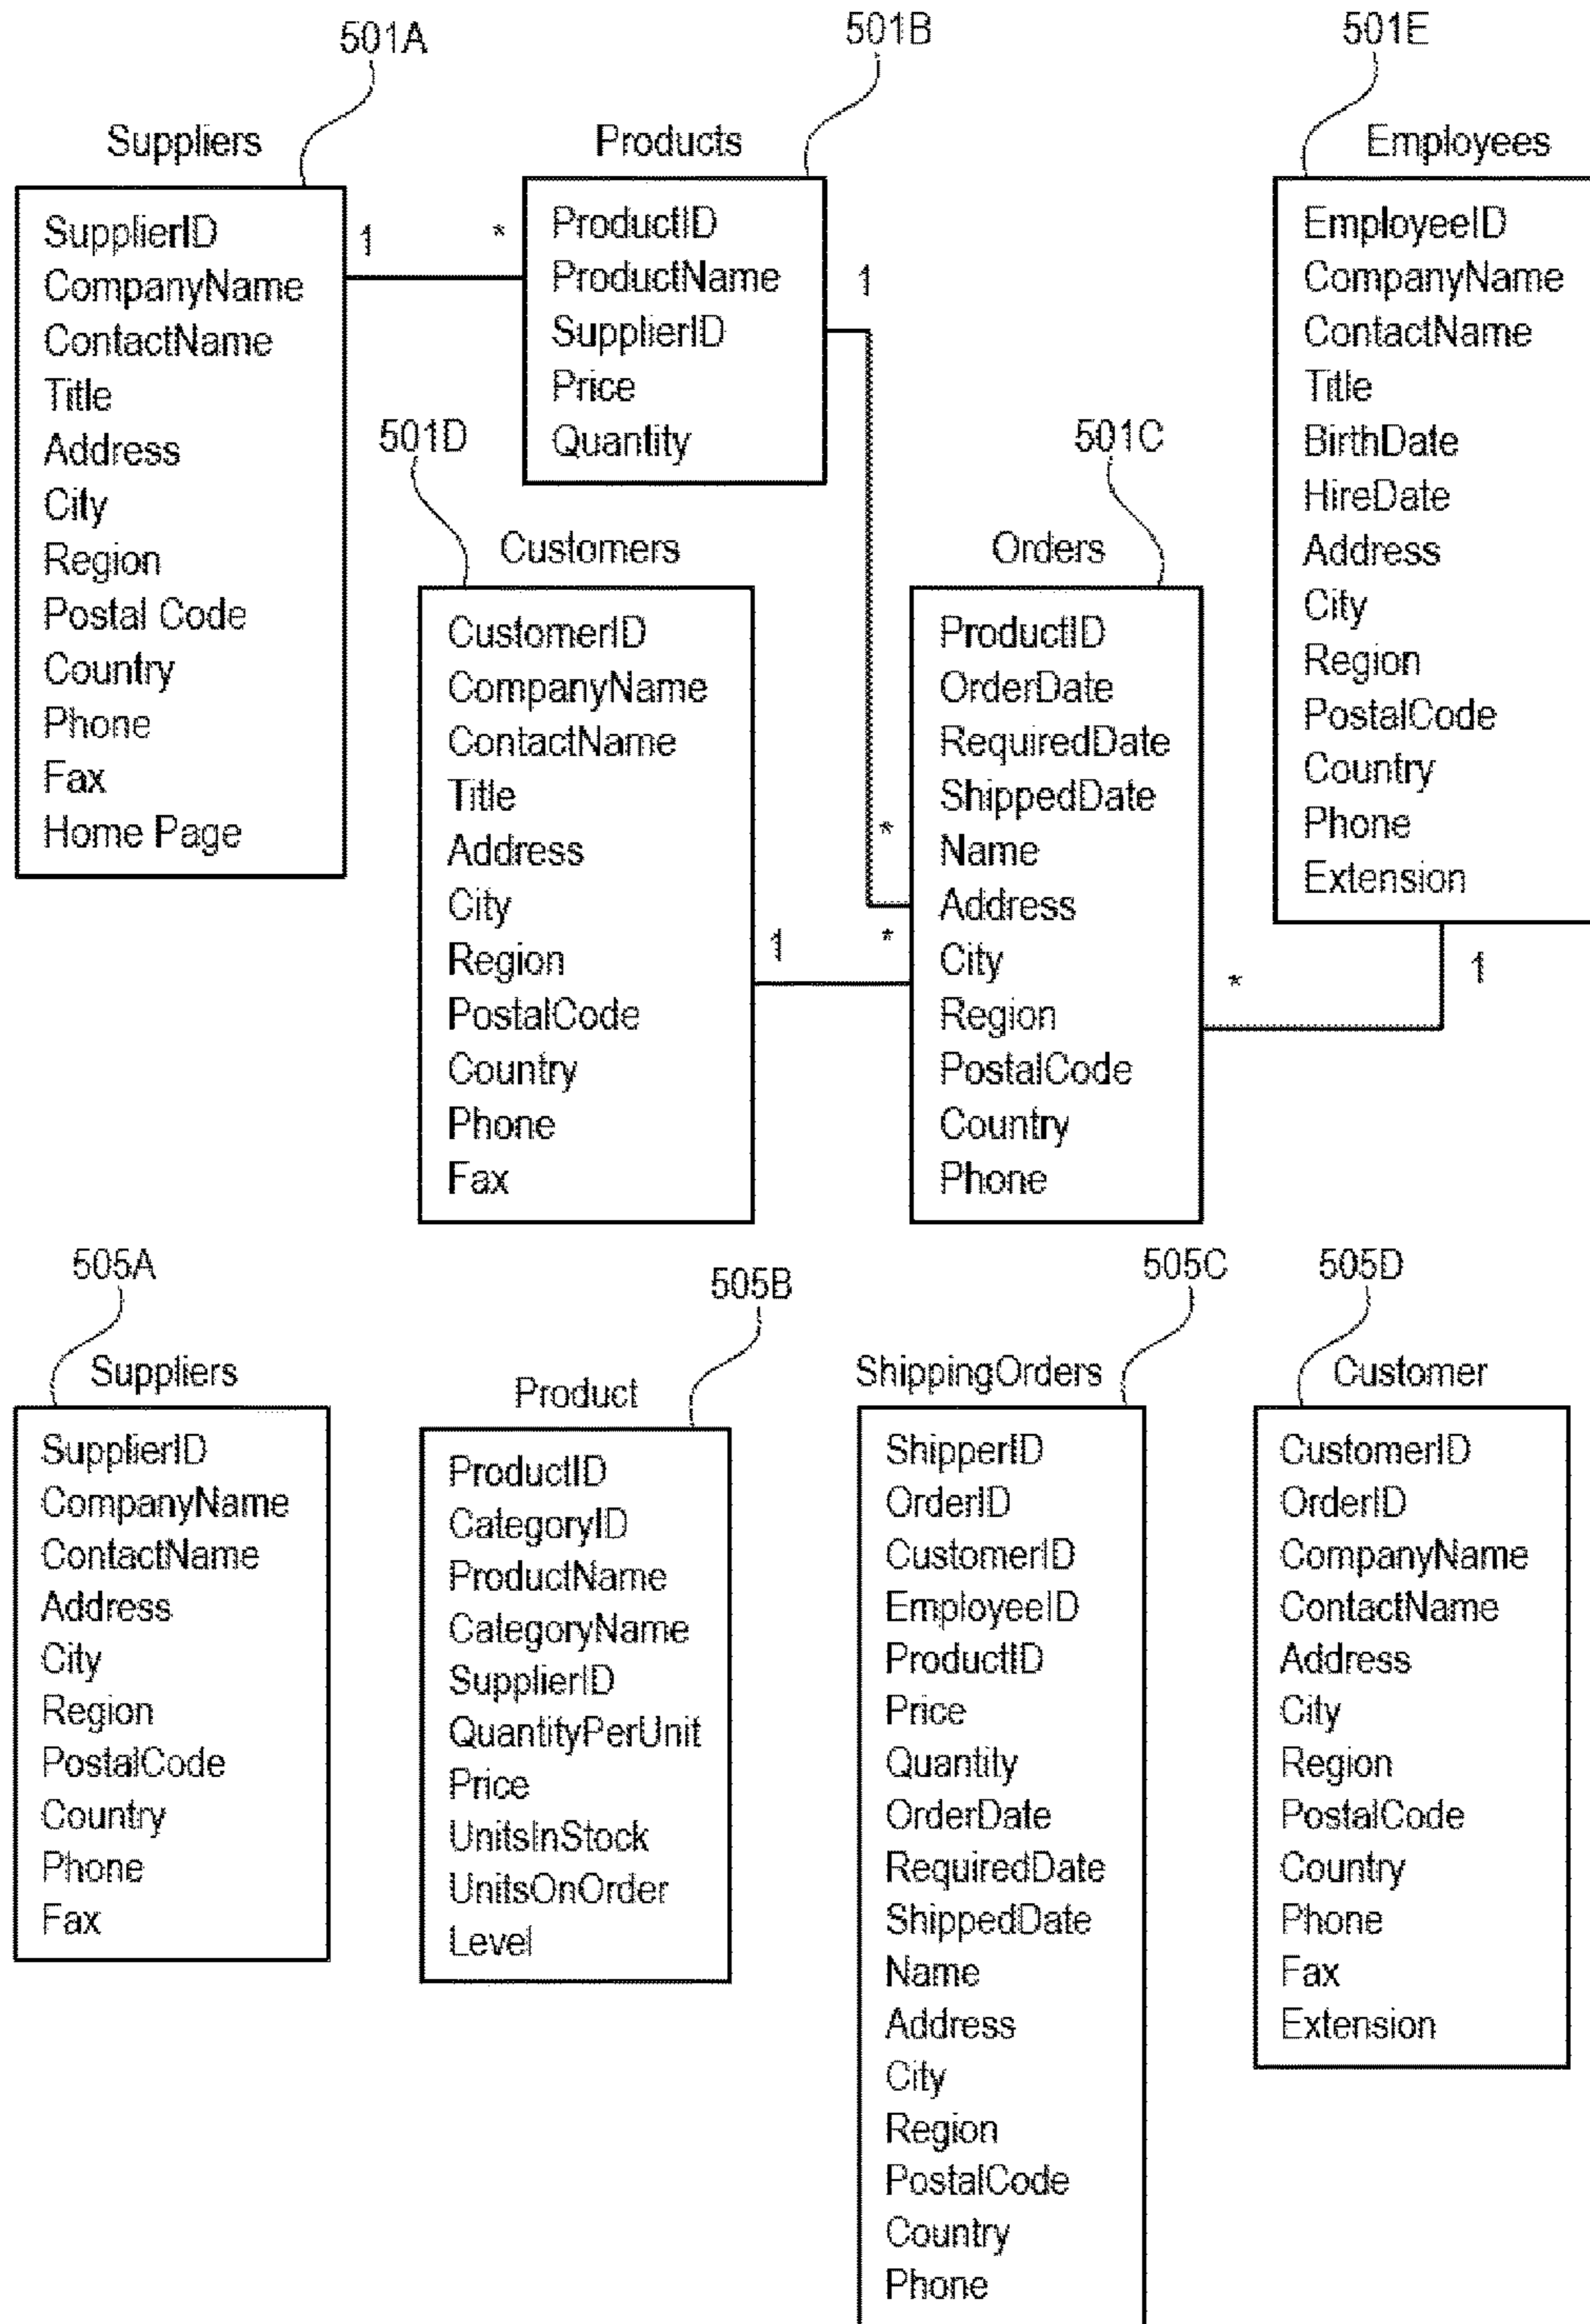 501A
501B
501E
Suppliers
Products
Employees
SupplierID
CompanyName
ContactName
Title
Address
City
Region
Postal Code
Country
Phone
Fax
Home Page
1
*
ProductID
ProductName
SupplierID
Price
Quantity
1
*
EmployeeID
CompanyName
ContactName
Title
BirthDate
HireDate
Address
City
Region
PostalCode
Country
Phone
Extension
1
*
501D
501C
Customers
Orders
CustomerID
CompanyName
ContactName
Title
Address
City
Region
PostalCode
Country
Phone
Fax
1
*
ProductID
OrderDate
RequiredDate
ShippedDate
Name
Address
City
Region
PostalCode
Country
Phone
505A
505B
505C
505D
Suppliers
Product
ShippingOrders
Customer
SupplierID
CompanyName
ContactName
Address
City
Region
PostalCode
Country
Phone
Fax
ProductID
CategoryID
ProductName
CategoryName
SupplierID
QuantityPerUnit
Price
UnitsInStock
UnitsOnOrder
Level
ShipperID
OrderID
CustomerID
EmployeeID
ProductID
Price
Quantity
OrderDate
RequiredDate
ShippedDate
Name
Address
City
Region
PostalCode
Country
Phone
CustomerID
OrderID
CompanyName
ContactName
Address
City
Region
PostalCode
Country
Phone
Fax
Extension